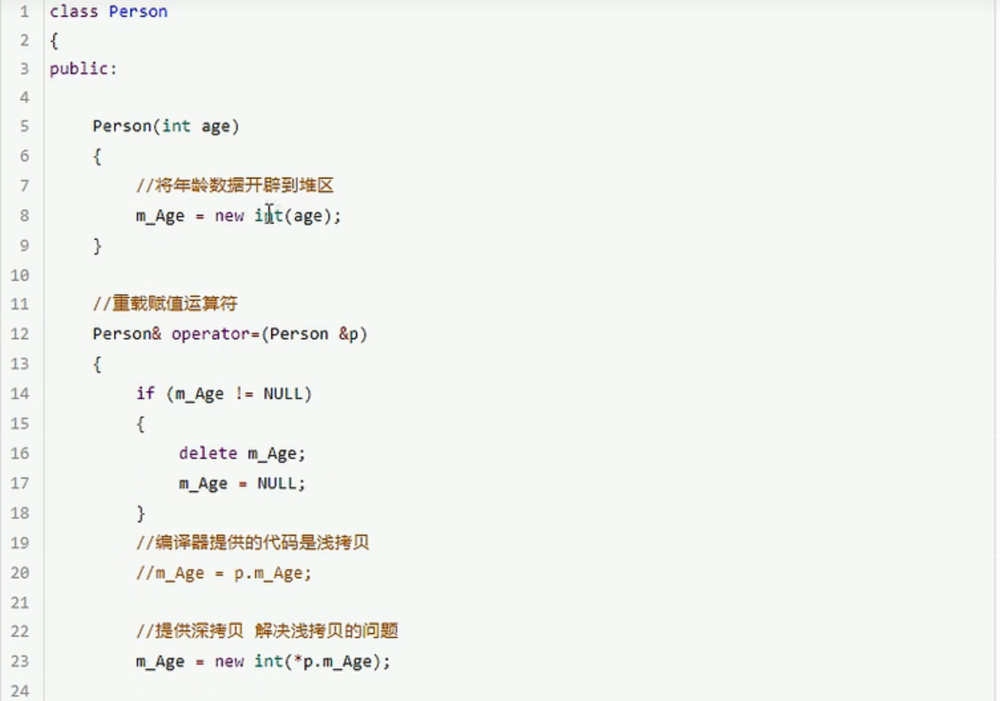 1 class Person
2 {
3 public:
4
5 Person(int age)
6 {
7 //将年龄数据开辟到堆区
8 m_Age = new int(age);
9 }
10
11 //重载赋值运算符
12 Person& operator=(Person &p)
13 {
14 if (m_Age != NULL)
15 {
16 delete m_Age;
17 m_Age = NULL;
18 }
19 //编译器提供的代码是浅拷贝
20 //m_Age = p.m_Age;
21
22 //提供深拷贝 解决浅拷贝的问题
23 m_Age = new int(*p.m_Age);
24